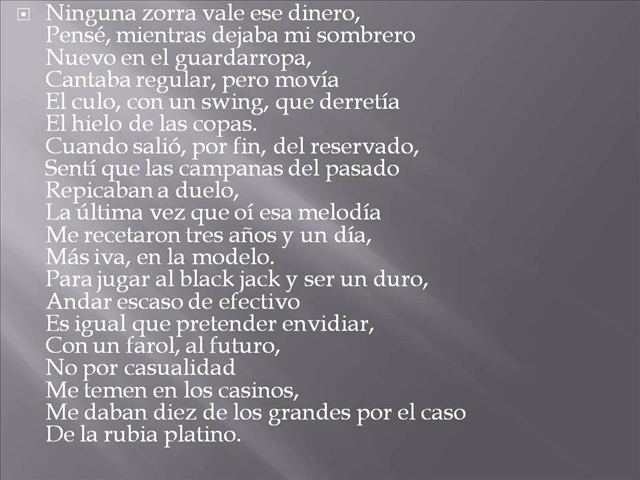 Ninguna zorra vale ese dinero,
Pensé, mientras dejaba mi sombrero
Nuevo en el guardarropa,
Cantaba regular, pero movía
El culo, con un swing, que derretía
El hielo de las copas.
Cuando salió, por fin, del reservado,
Sentí que las campanas del pasado
Repicaban a duelo,
La última vez que oí esa melodía
Me recetaron tres años y un día,
Más iva, en la modelo.
Para jugar al black jack y ser un duro,
Andar escaso de efectivo
Es igual que pretender envidiar,
Con un farol, al futuro,
No por casualidad
Me temen en los casinos,
Me daban diez de los grandes por el caso
De la rubia platino.